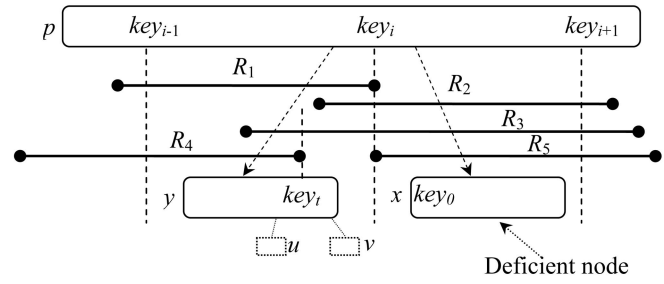 p key_{i-1} key_i key_{i+1}
R_1
R_2
R_3
R_4 R_5
y key_t x key_0
u v
Deficient node